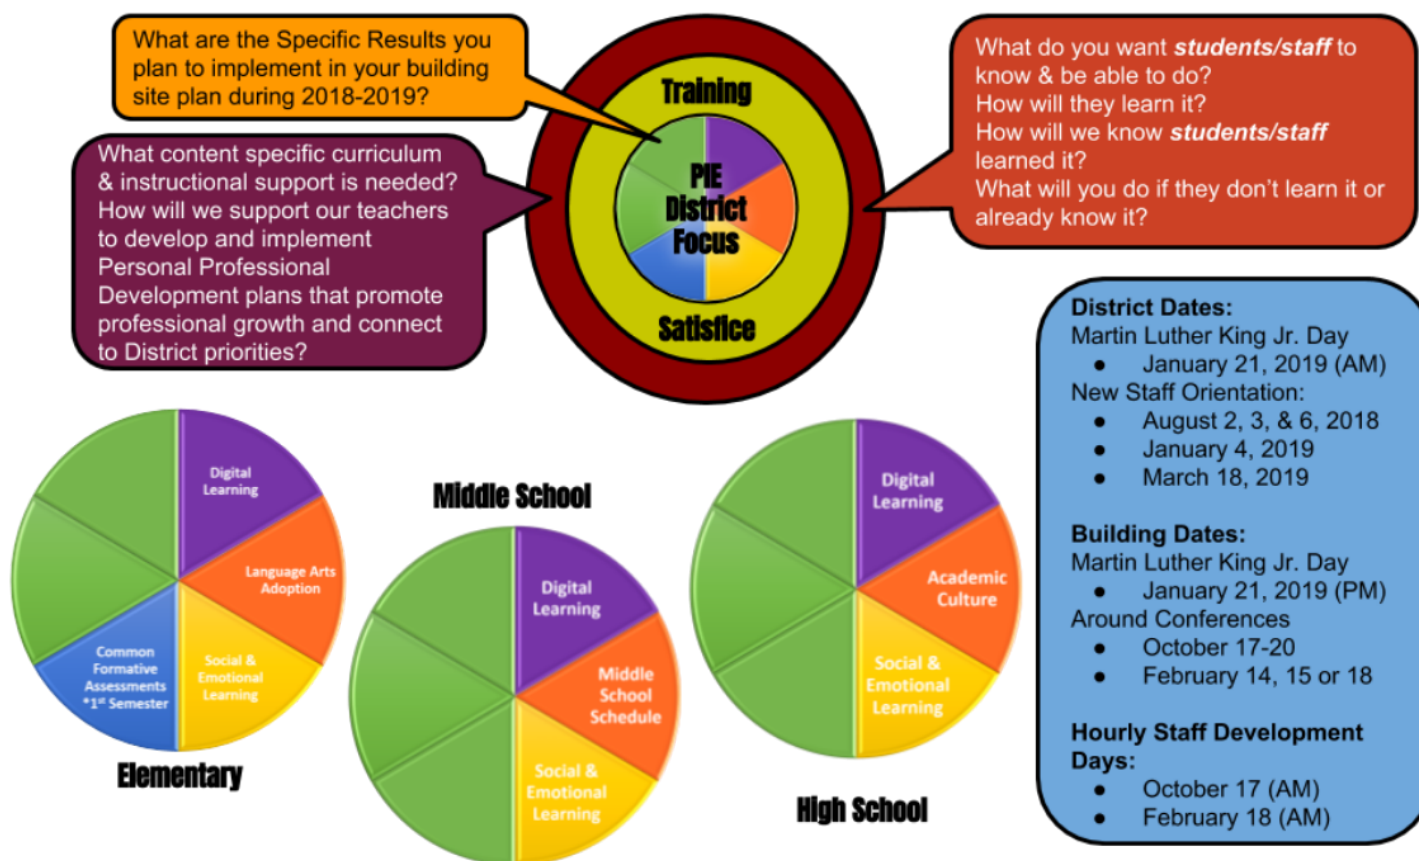 What are the Specific Results you
plan to implement in your building
site plan during 2018-2019?
What content specific curriculum
& instructional support is needed?
How will we support our teachers
to develop and implement
Personal Professional
Development plans that promote
professional growth and connect
to District priorities?
Training
PIE
District
Focus
Satisfice
What do you want students/staff to
know & be able to do?
How will they learn it?
How will we know students/staff
learned it?
What will you do if they don't learn it or
already know it?
Digital
Learning
Language Arts
Adoption
Social &
Emotional
Learning
Common
Formative
Assessments
*1st Semester
Elementary
Middle School
Digital
Learning
Middle
School
Schedule
Social &
Emotional
Learning
Digital
Learning
Academic
Culture
Social &
Emotional
Learning
High School
District Dates:
Martin Luther King Jr. Day
● January 21, 2019 (AM)
New Staff Orientation:
● August 2, 3, & 6, 2018
● January 4, 2019
● March 18, 2019
Building Dates:
Martin Luther King Jr. Day
● January 21, 2019 (PM)
Around Conferences
● October 17-20
● February 14, 15 or 18
Hourly Staff Development
Days:
● October 17 (AM)
● February 18 (AM)